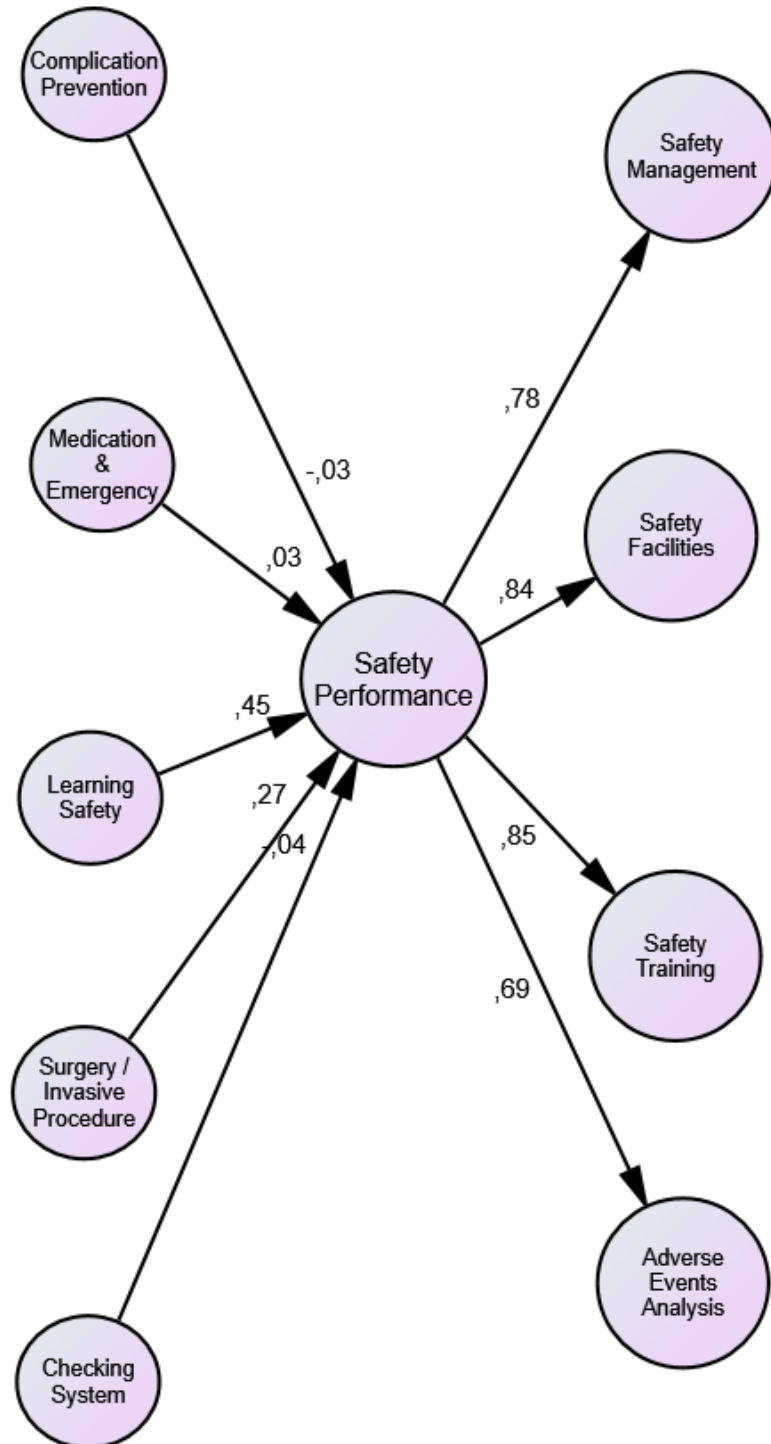 Complication
Prevention
Safety
Management
,78
Medication
&
Emergency
-,03
,03
Safety
Facilities
,84
Safety
Performance
,45
Learning
Safety
,27
-,04
,85
Safety
Training
,69
Surgery /
Invasive
Procedure
Adverse
Events
Analysis
Checking
System